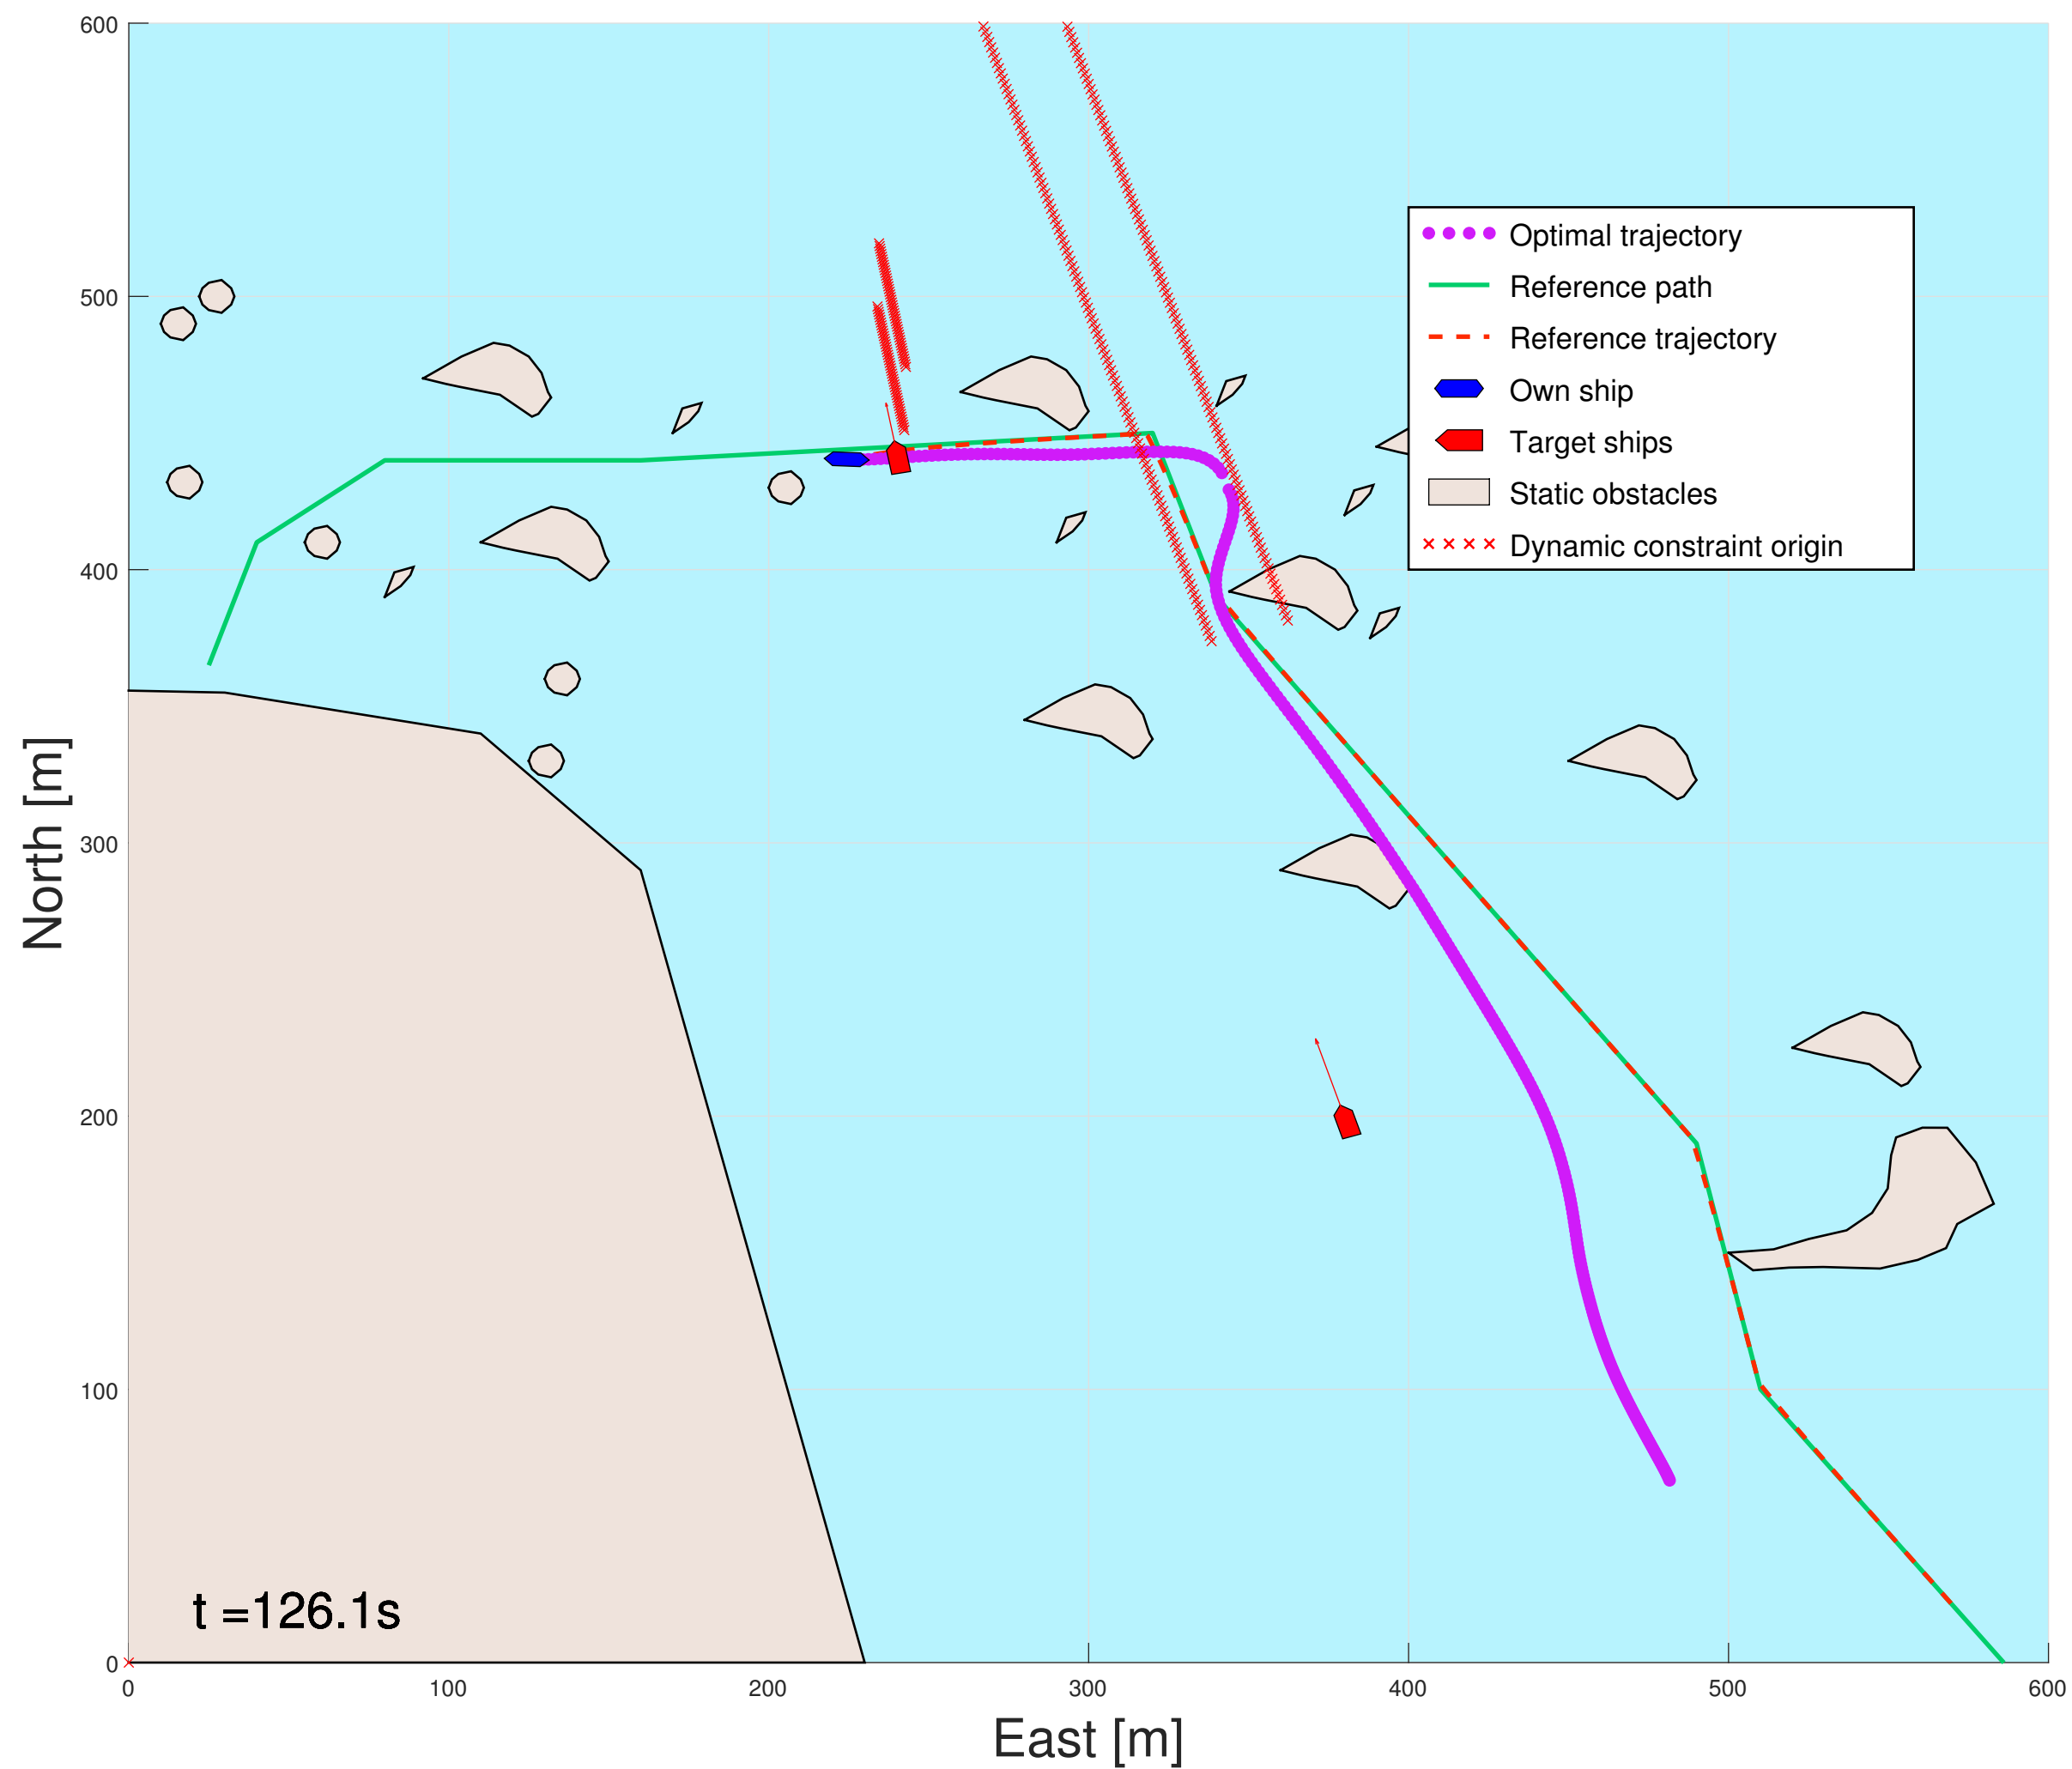 600
500
400
300
200
100
0
North [m]
Optimal trajectory
Reference path
Reference trajectory
Own ship
Target ships
Static obstacles
Dynamic constraint origin
t =126.1s
0 100 200 300 400 500 600
East [m]